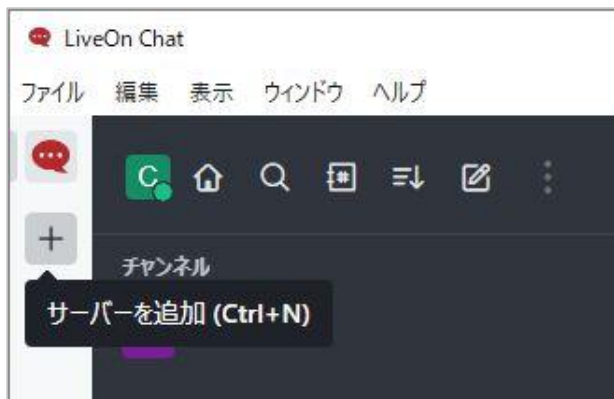 LiveOn Chat
ファイル 編集 表示 ウィンドウ ヘルプ
C
チャンネル
サーバーを追加 (Ctrl+N)